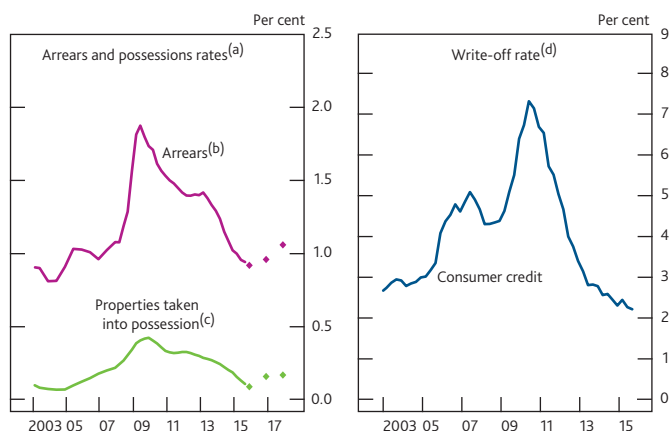 Per cent
Arrears and possessions rates(a)
Arrears(b)
Properties taken
into possession(c)
2.5
2.0
1.5
1.0
0.5
0.0
2003 05 07 09 11 13 15 17
Per cent
Write-off rate(d)
Consumer credit
9
8
7
6
5
4
3
2
1
0
2003 05 07 09 11 13 15